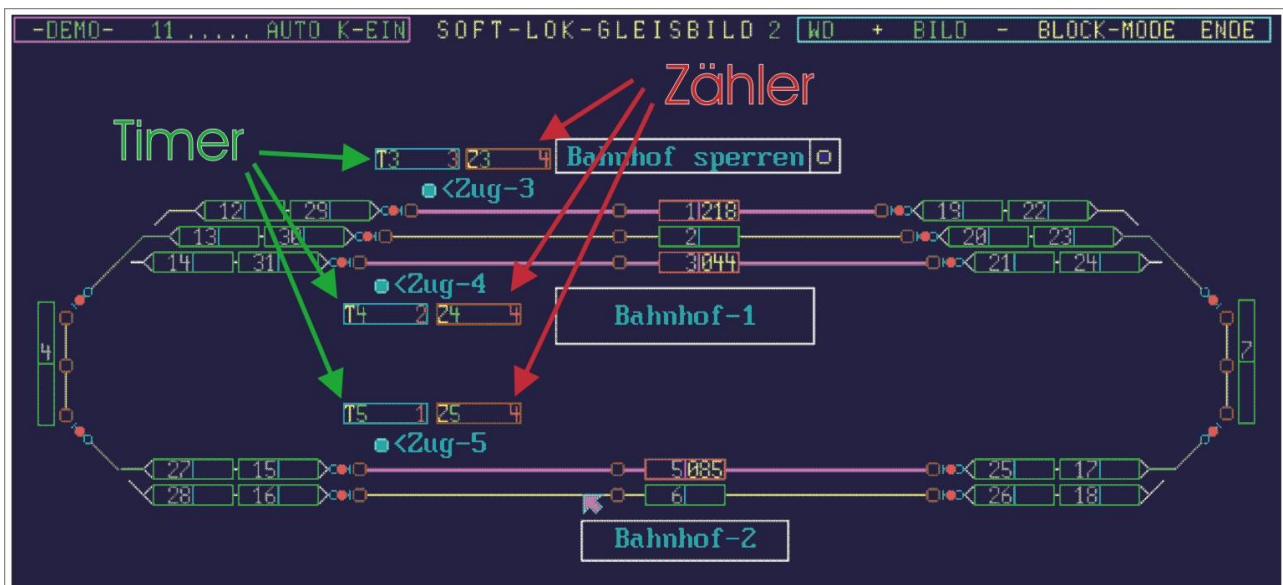 -DEMO- 11 ..... AUTO K-EIN SOFT-LOK-GLEISBILD 2 WD + BILD - BLOCK-MODE ENDE
Zähler
Timer
T3 3 Z3 4 Bahnhof sperren
<Zug-3
12 29 1 218 19 22
13 30 2 20 23
14 31 3 044 21 24
<Zug-4
T4 2 Z4 4 Bahnhof-1
4 7
T5 1 Z5 4
<Zug-5
27 15 5 085 25 17
28 16 6 26 18
Bahnhof-2